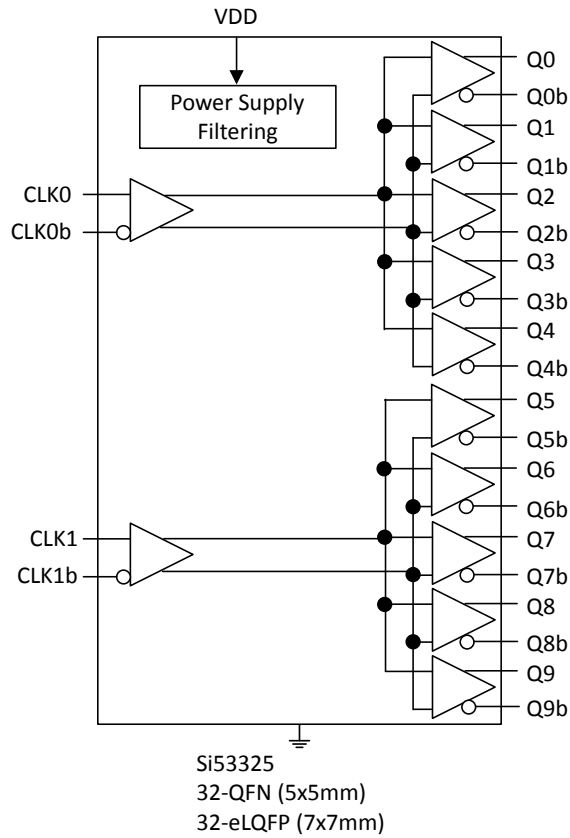 VDD
Power Supply
Filtering
CLK0
CLK0b
Q0
Q0b
Q1
Q1b
Q2
Q2b
Q3
Q3b
Q4
Q4b
CLK1
CLK1b
Q5
Q5b
Q6
Q6b
Q7
Q7b
Q8
Q8b
Q9
Q9b
Si53325
32-QFN (5x5mm)
32-eLQFP (7x7mm)